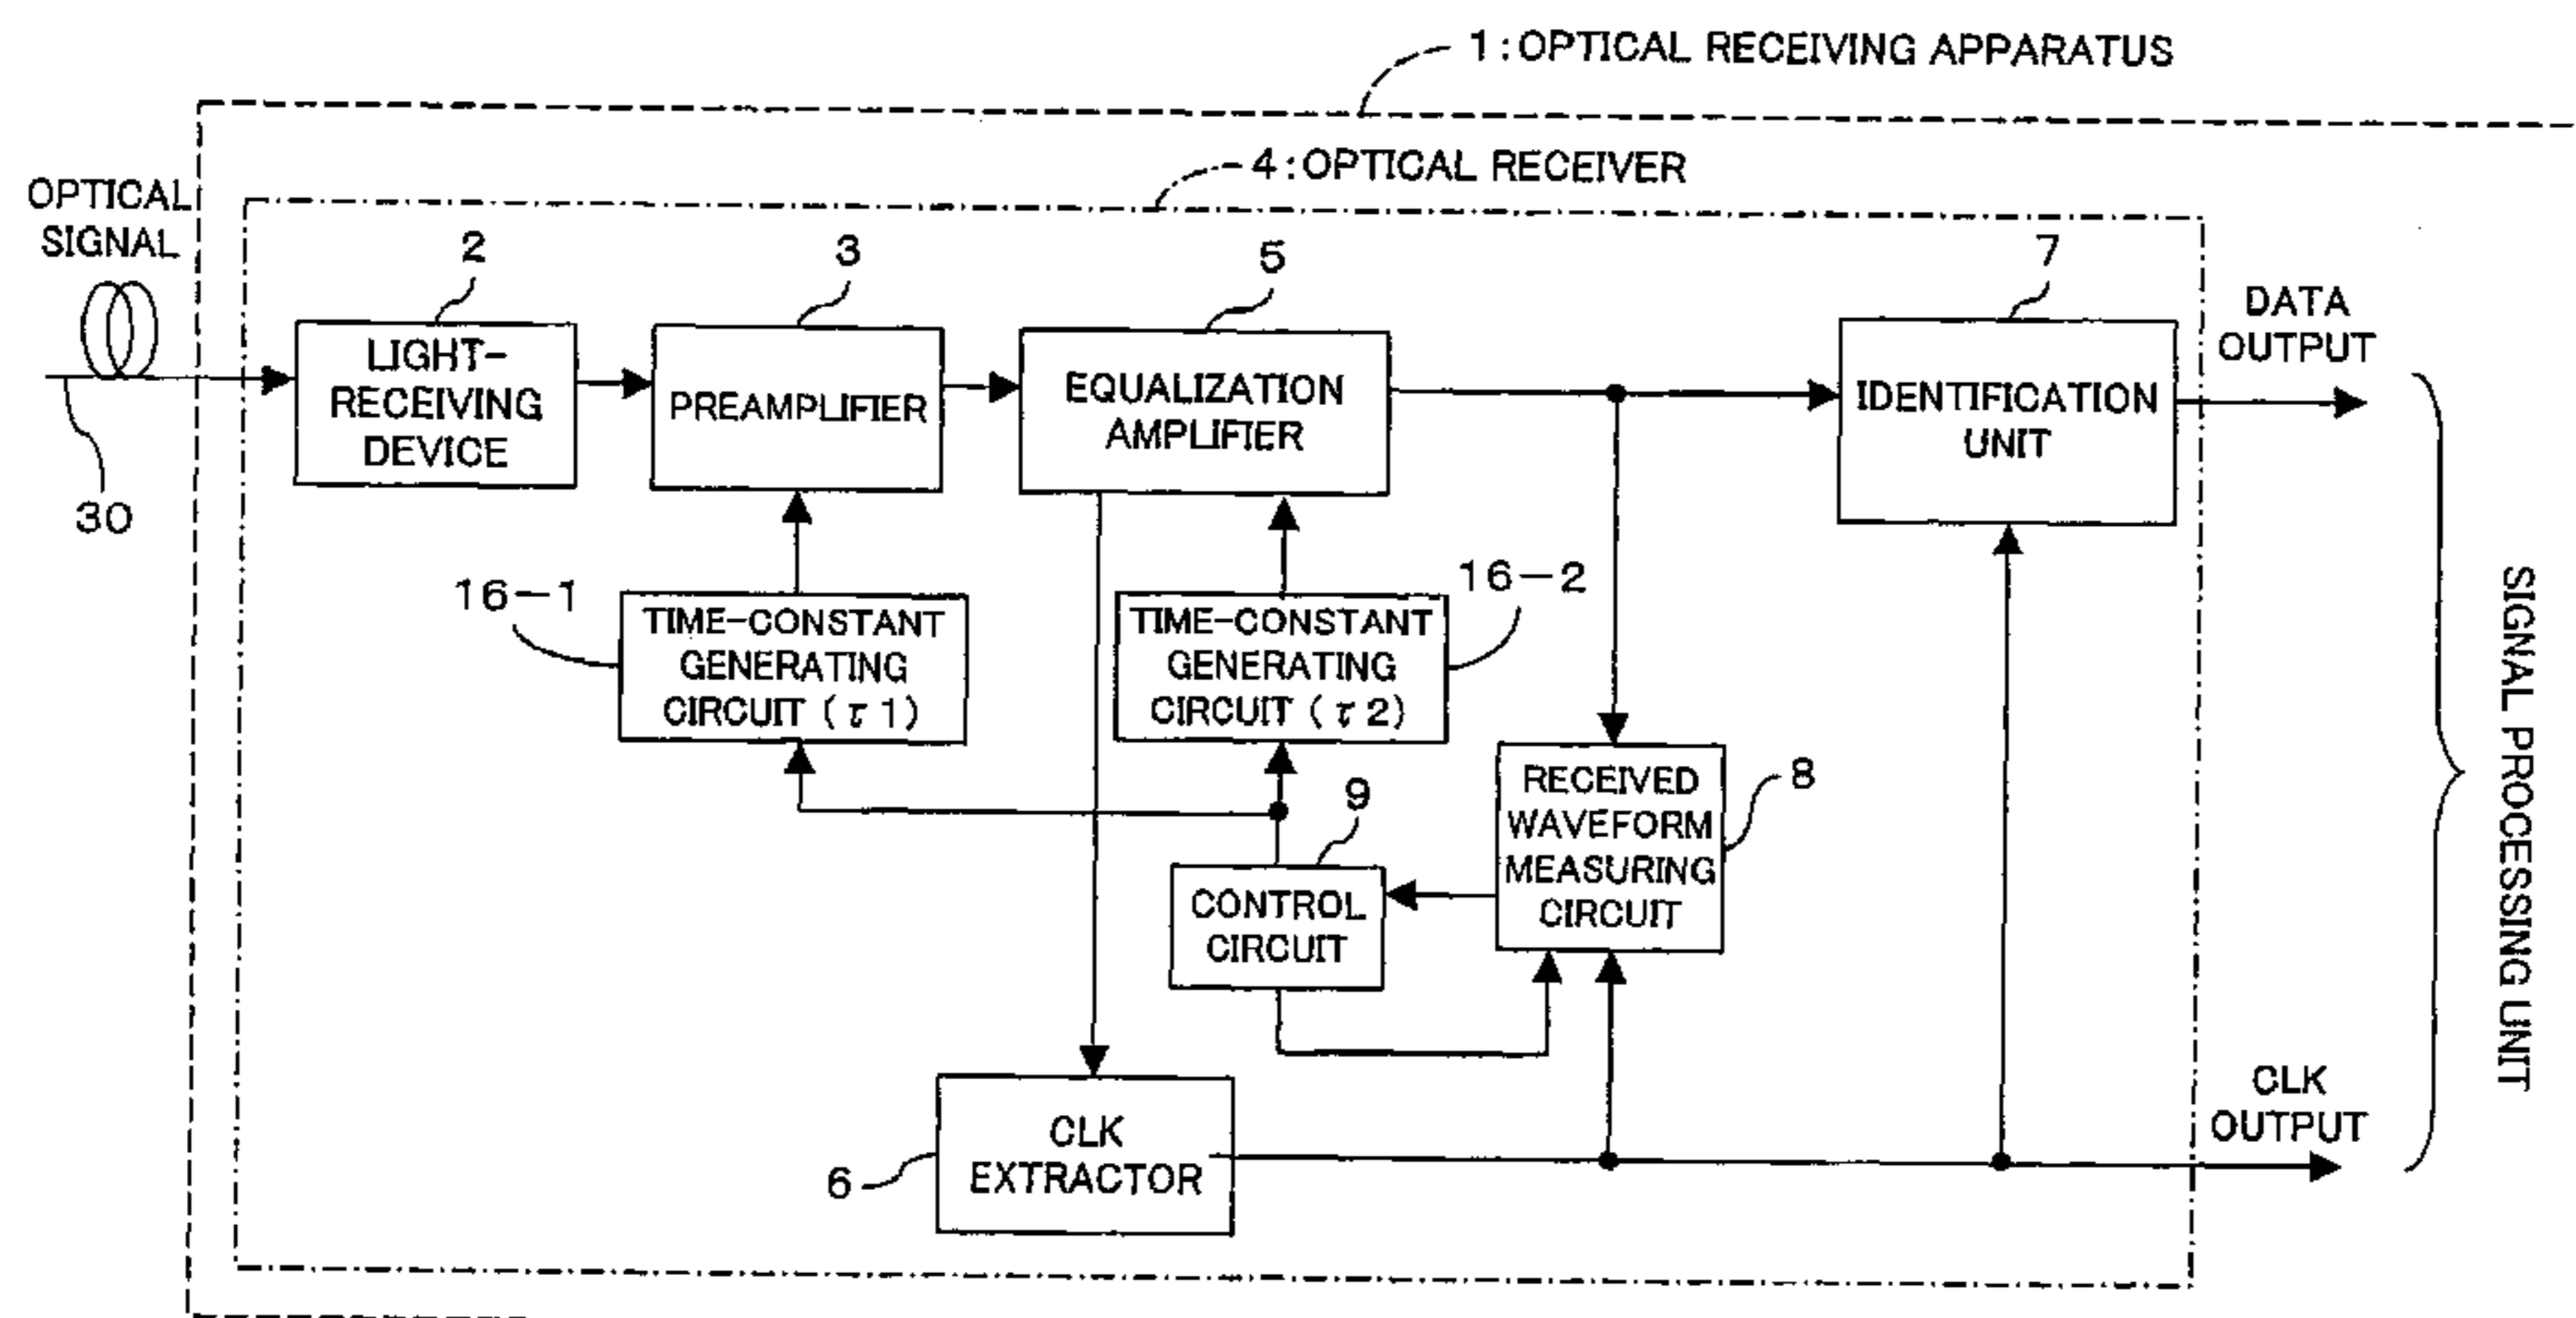 1:OPTICAL RECEIVING APPARATUS
4:OPTICAL RECEIVER
OPTICAL
SIGNAL
30
2
LIGHT-
RECEIVING
DEVICE
3
PREAMPLIFIER
5
EQUALIZATION
AMPLIFIER
7
IDENTIFICATION
UNIT
DATA
OUTPUT
16-1
TIME-CONSTANT
GENERATING
CIRCUIT (τ1)
16-2
TIME-CONSTANT
GENERATING
CIRCUIT (τ2)
8
RECEIVED
WAVEFORM
MEASURING
CIRCUIT
9
CONTROL
CIRCUIT
6
CLK
EXTRACTOR
CLK
OUTPUT
SIGNAL PROCESSING UNIT